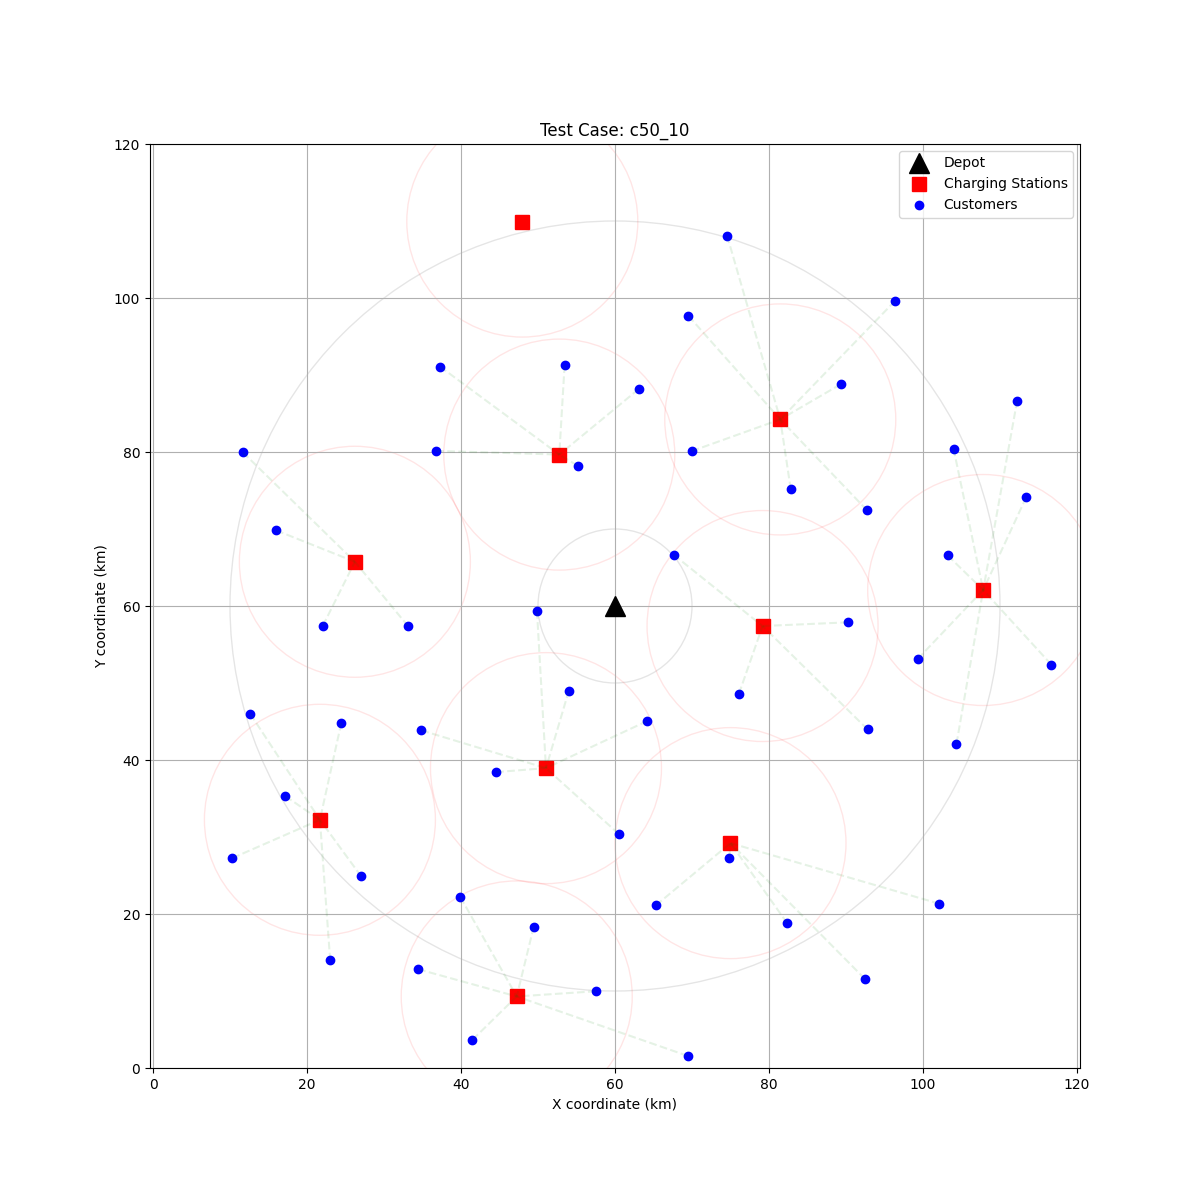 Test Case: c50_10
Depot
Charging Stations
Customers
120
100
80
60
40
20
0
Y coordinate (km)
0 20 40 60 80 100 120
X coordinate (km)